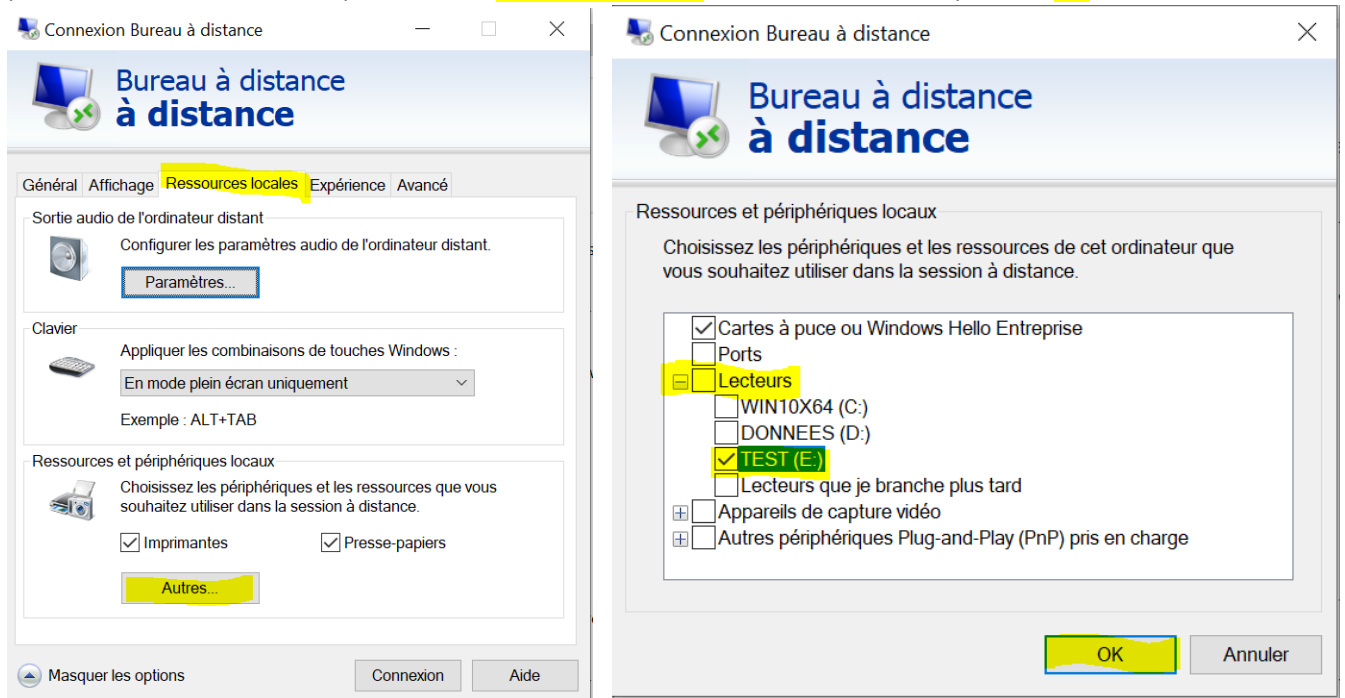 Connexion Bureau à distance
Bureau à distance
à distance
Général Affichage Ressources locales Expérience Avancé
Sortie audio de l'ordinateur distant
Configurer les paramètres audio de l'ordinateur distant.
Paramètres...
Clavier
Appliquer les combinaisons de touches Windows :
En mode plein écran uniquement
Exemple : ALT+TAB
Ressources et périphériques locaux
Choisissez les périphériques et les ressources que vous
souhaitez utiliser dans la session à distance.
Imprimantes
Presse-papiers
Autres...
Masquer les options
Connexion
Aide
Connexion Bureau à distance
Bureau à distance
à distance
Ressources et périphériques locaux
Choisissez les périphériques et les ressources de cet ordinateur que
vous souhaitez utiliser dans la session à distance.
Cartes à puce ou Windows Hello Entreprise
Ports
Lecteurs
WIN10X64 (C:)
DONNEES (D:)
TEST (E:)
Lecteurs que je branche plus tard
Appareils de capture vidéo
Autres périphériques Plug-and-Play (PnP) pris en charge
OK
Annuler